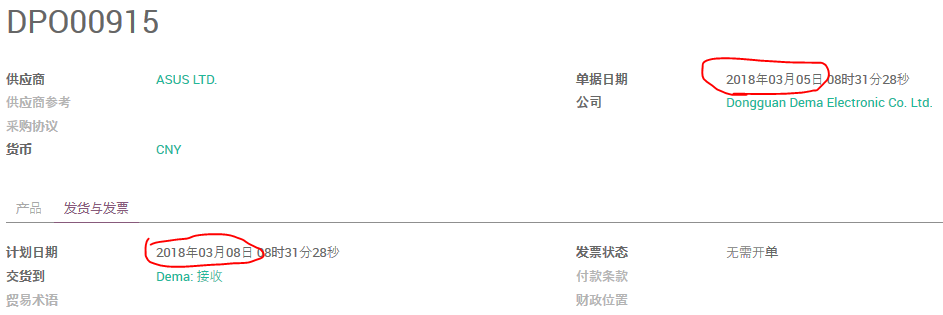 DPO00915
供应商 ASUS LTD. 单据日期 2018年03月05日 08时31分28秒
供应商参考 公司 Dongguan Dema Electronic Co. Ltd.
采购协议
货币 CNY
产品 发货与发票
计划日期 2018年03月08日 08时31分28秒 发票状态 无需开单
交货到 Dema: 接收 付款条款
贸易术语 财政位置